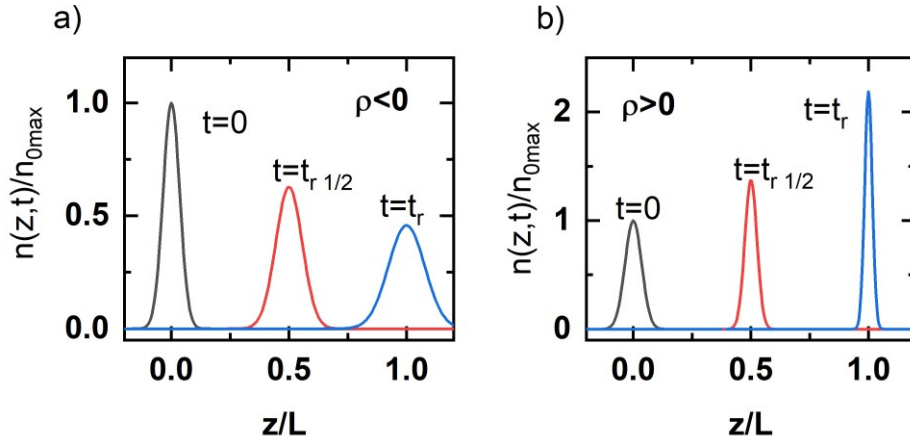 a)
n(z,t)/n₀ₘₐₓ
1.0
0.5
0.0
t=0
ρ<0
t=tᵣ ₁/₂
t=tᵣ
0.0 0.5 1.0
z/L
b)
n(z,t)/n₀ₘₐₓ
2
1
0
ρ>0
t=0
t=tᵣ ₁/₂
t=tᵣ
0.0 0.5 1.0
z/L